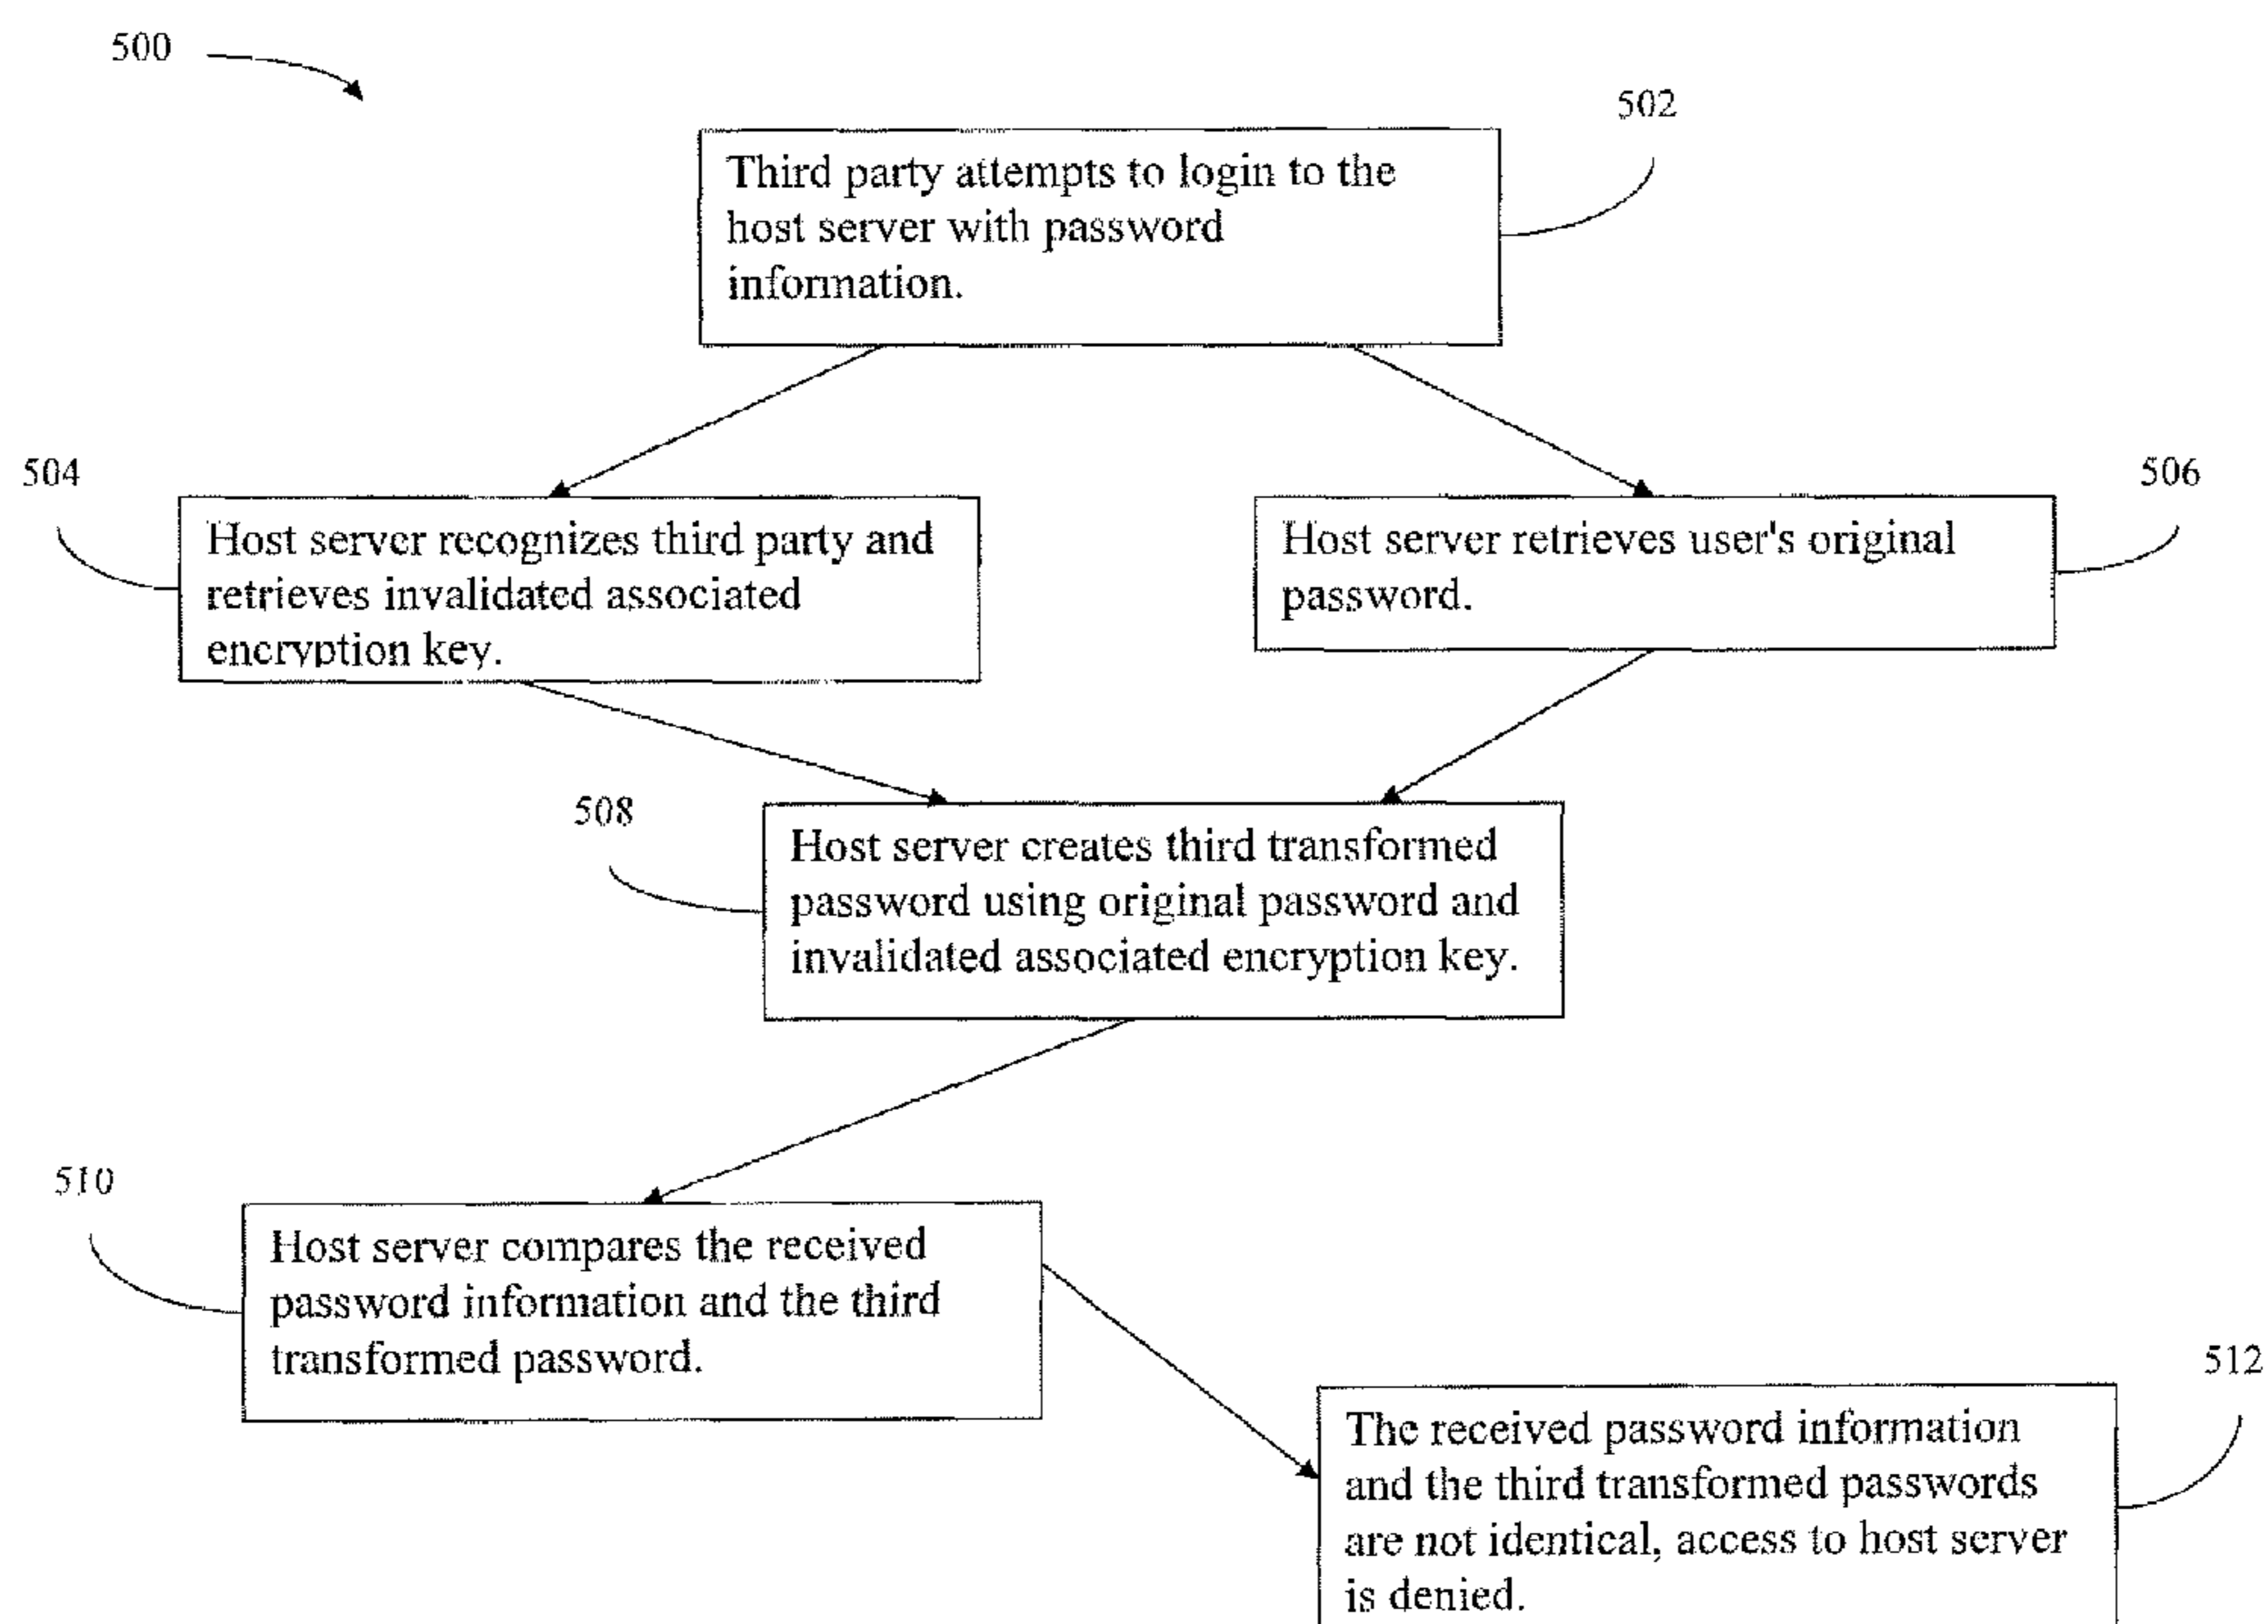 500
502
Third party attempts to login to the
host server with password
information.
504
506
Host server recognizes third party and
retrieves invalidated associated
encryption key.
Host server retrieves user's original
password.
508
Host server creates third transformed
password using original password and
invalidated associated encryption key.
510
Host server compares the received
password information and the third
transformed password.
512
The received password information
and the third transformed passwords
are not identical, access to host server
is denied.